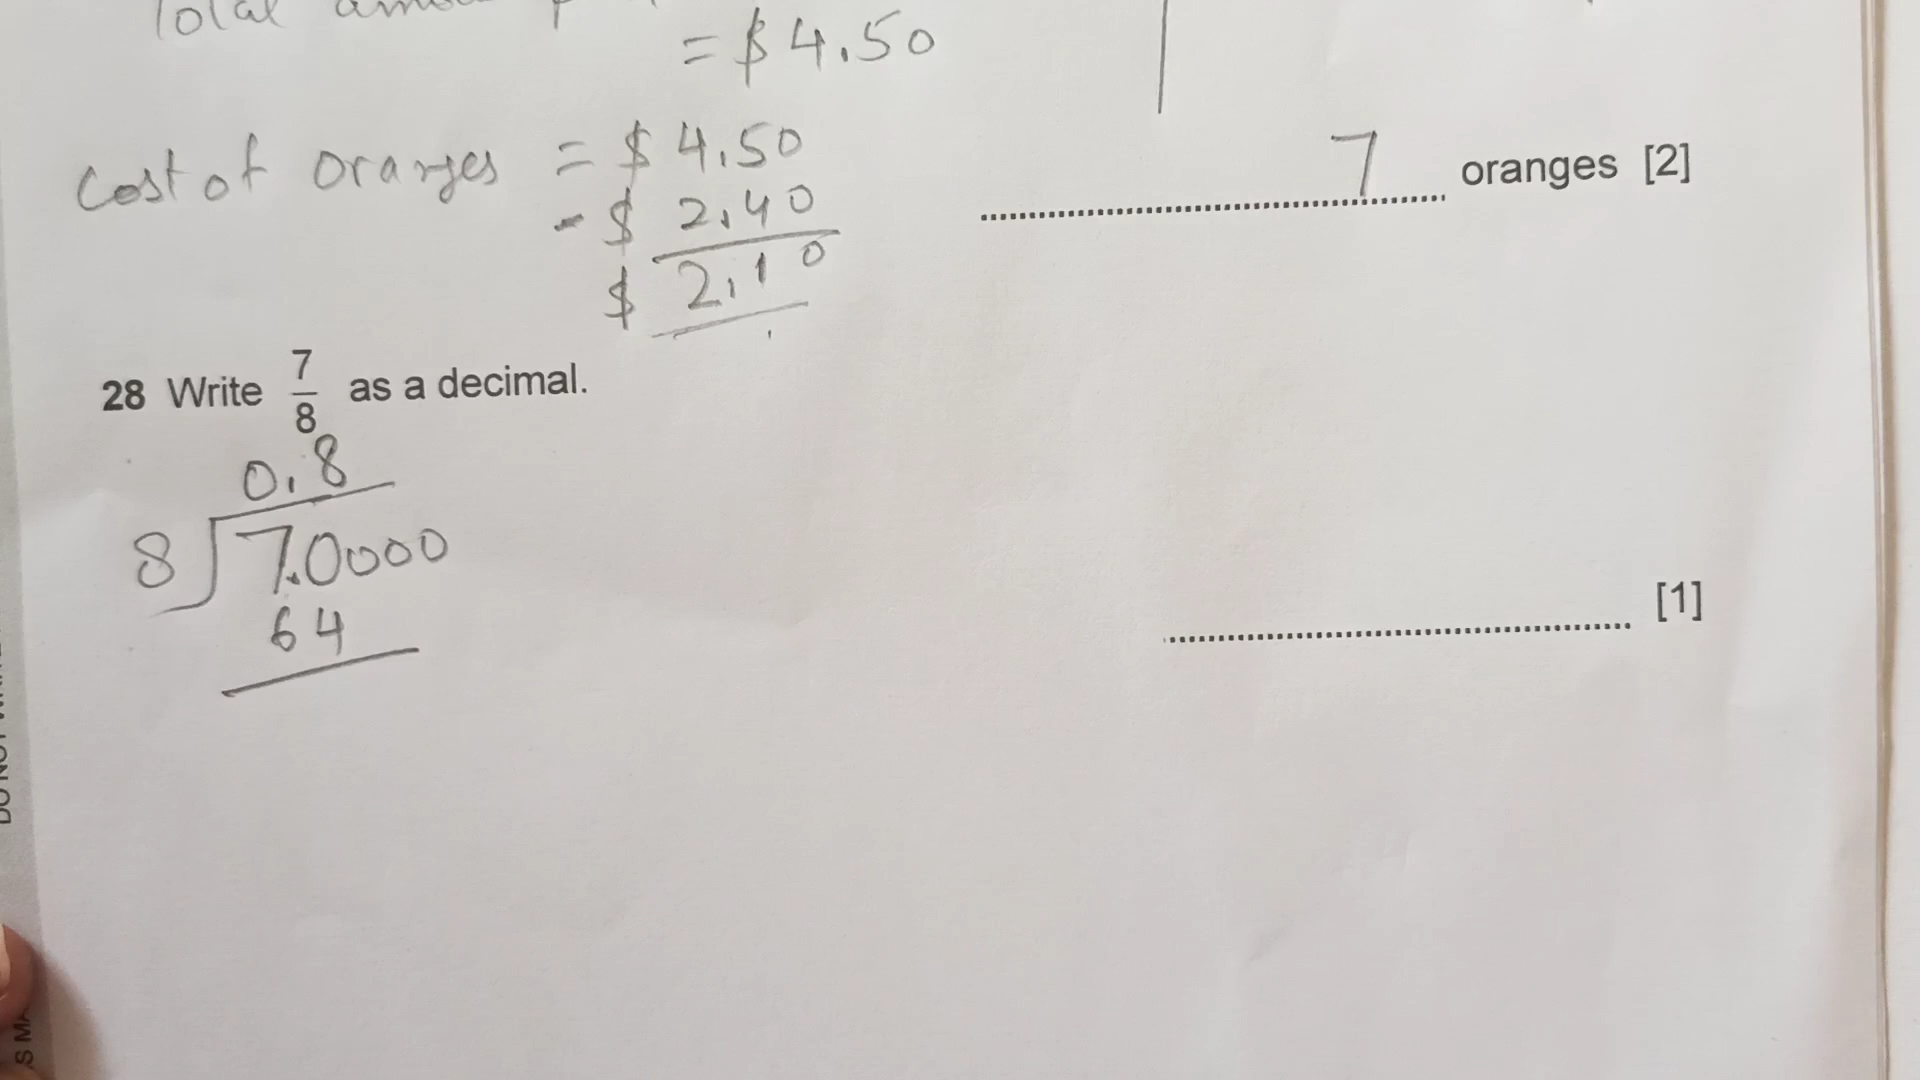 Total
= $ 4.50
Cost of oranges = $ 4.50
- $ 2.40
$ 2.10
7 oranges [2]
28 Write 7/8 as a decimal.
0.8
8 7.0000
64
[1]